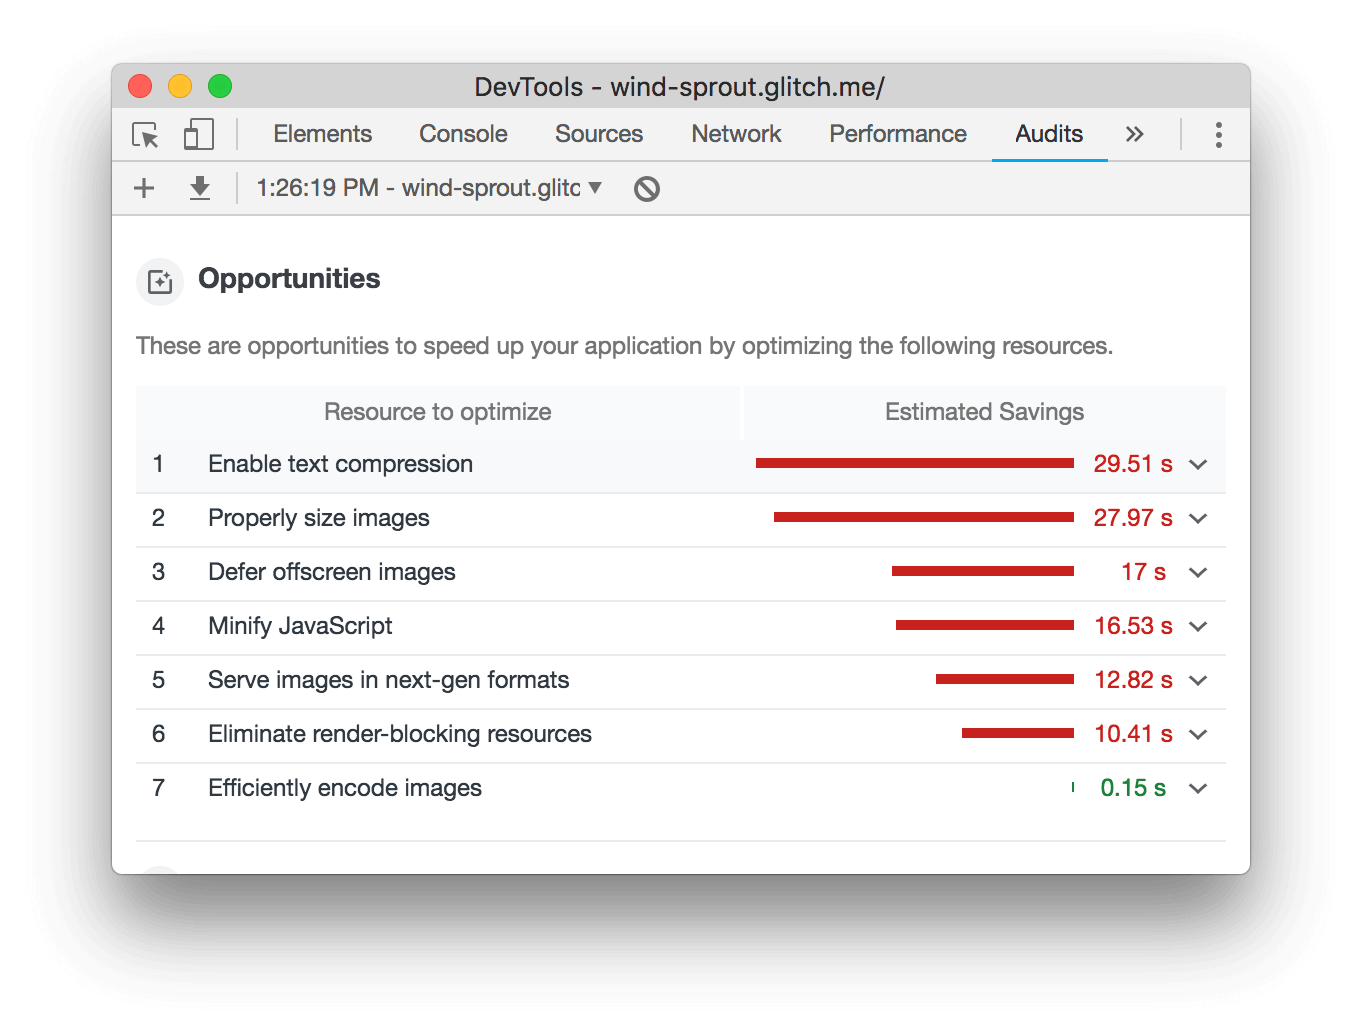 DevTools - wind-sprout.glitch.me/
Elements Console Sources Network Performance Audits
1:26:19 PM - wind-sprout.glitc
Opportunities
These are opportunities to speed up your application by optimizing the following resources.
Resource to optimize Estimated Savings
1 Enable text compression 29.51 s
2 Properly size images 27.97 s
3 Defer offscreen images 17 s
4 Minify JavaScript 16.53 s
5 Serve images in next-gen formats 12.82 s
6 Eliminate render-blocking resources 10.41 s
7 Efficiently encode images 0.15 s